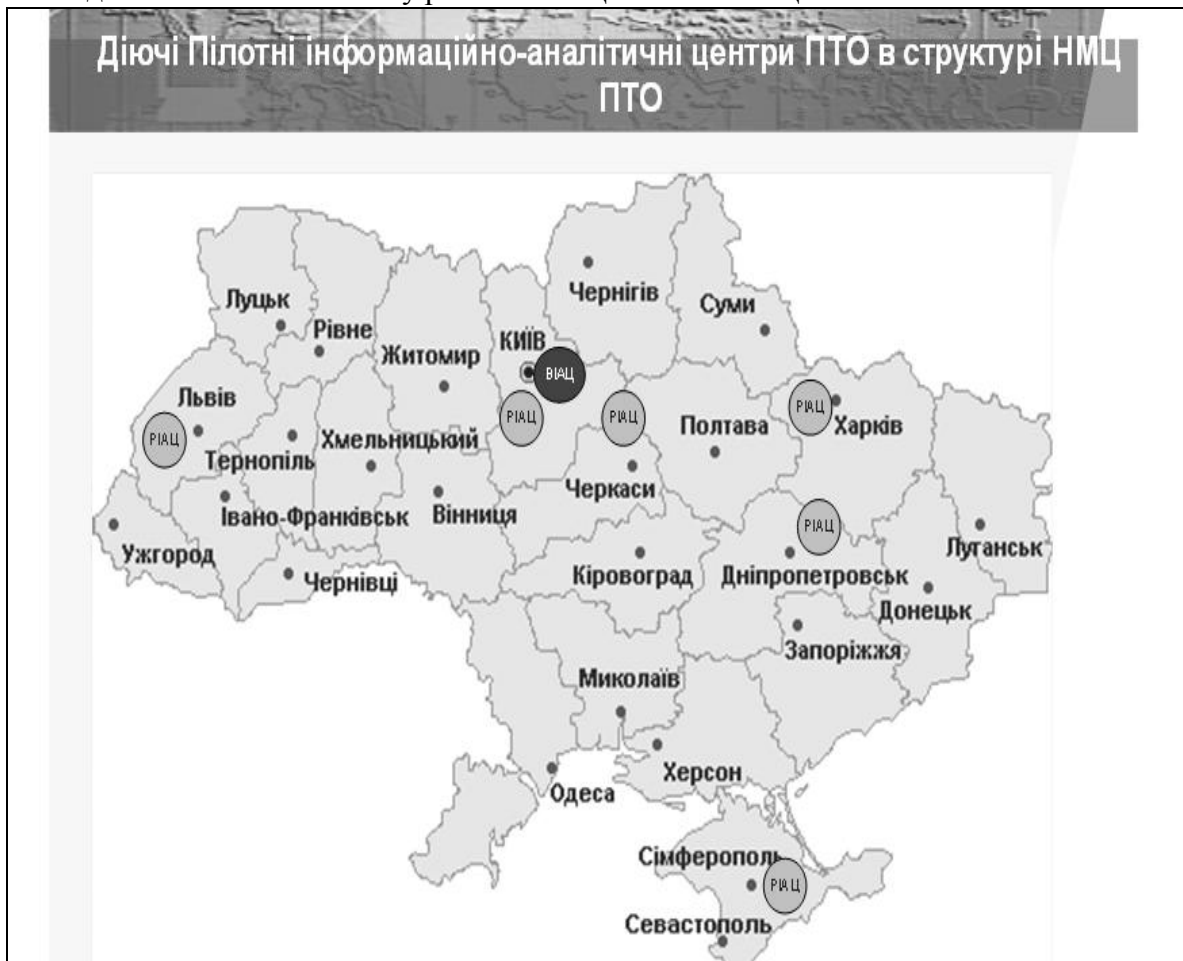 Діючі Пілотні інформаційно-аналітичні центри ПТО в структурі НМЦ
ПТО
Чернігів
Луцьк
Суми
Рівне
КИЇВ
Житомир
ВІАЦ
Львів
РІАЦ
РІАЦ
РІАЦ
Харків
РІАЦ
Полтава
Хмельницький
Тернопіль
Черкаси
Івано-Франківськ
Вінниця
РІАЦ
Ужгород
Луганськ
Чернівці
Кіровоград
Дніпропетровськ
Донецьк
Запоріжжя
Миколаїв
Херсон
Одеса
Сімферополь
РІАЦ
Севастополь